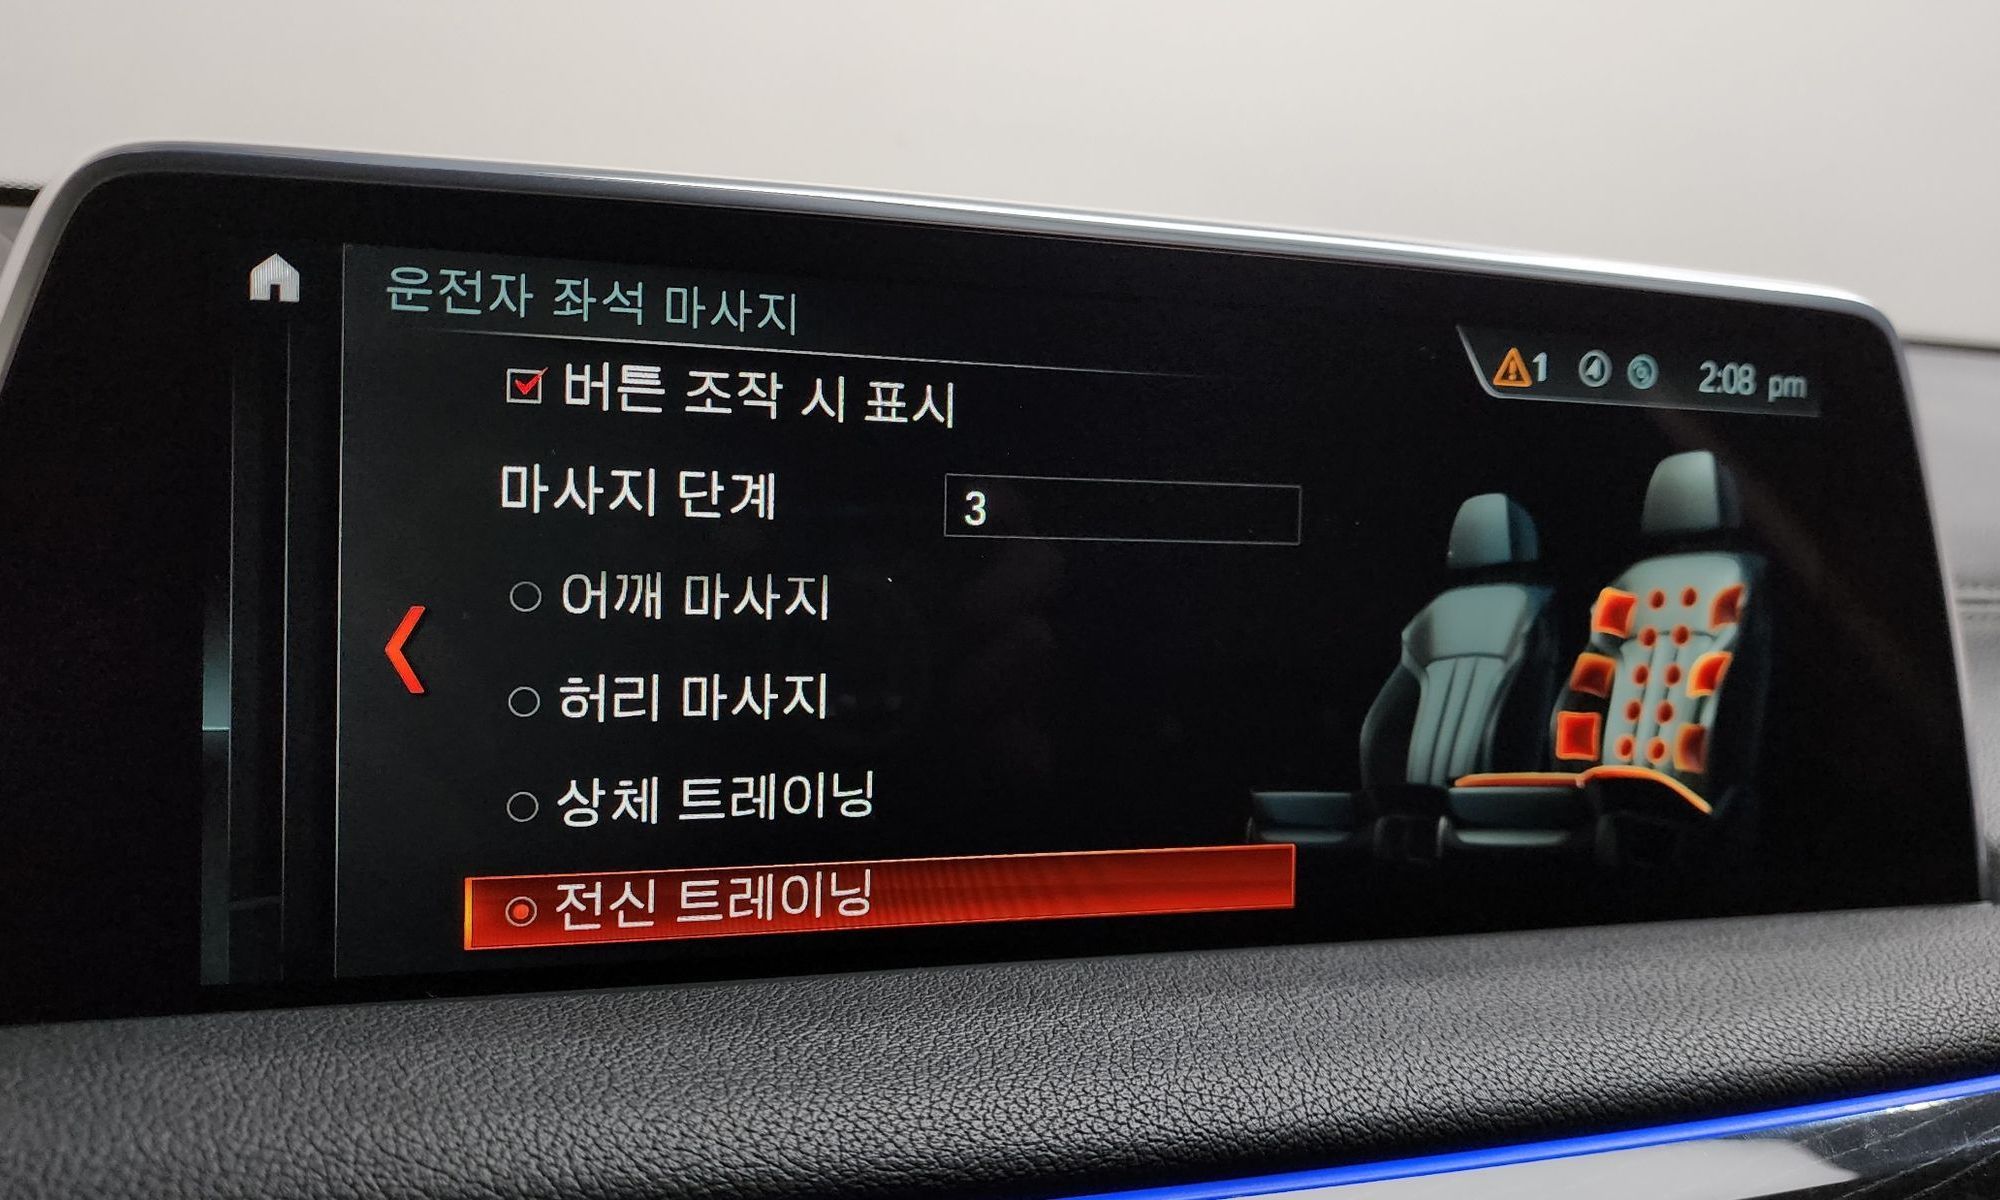 운전자 좌석 마사지
1 2:08 pm
버튼 조작 시 표시
마사지 단계 3
어깨 마사지
허리 마사지
상체 트레이닝
전신 트레이닝